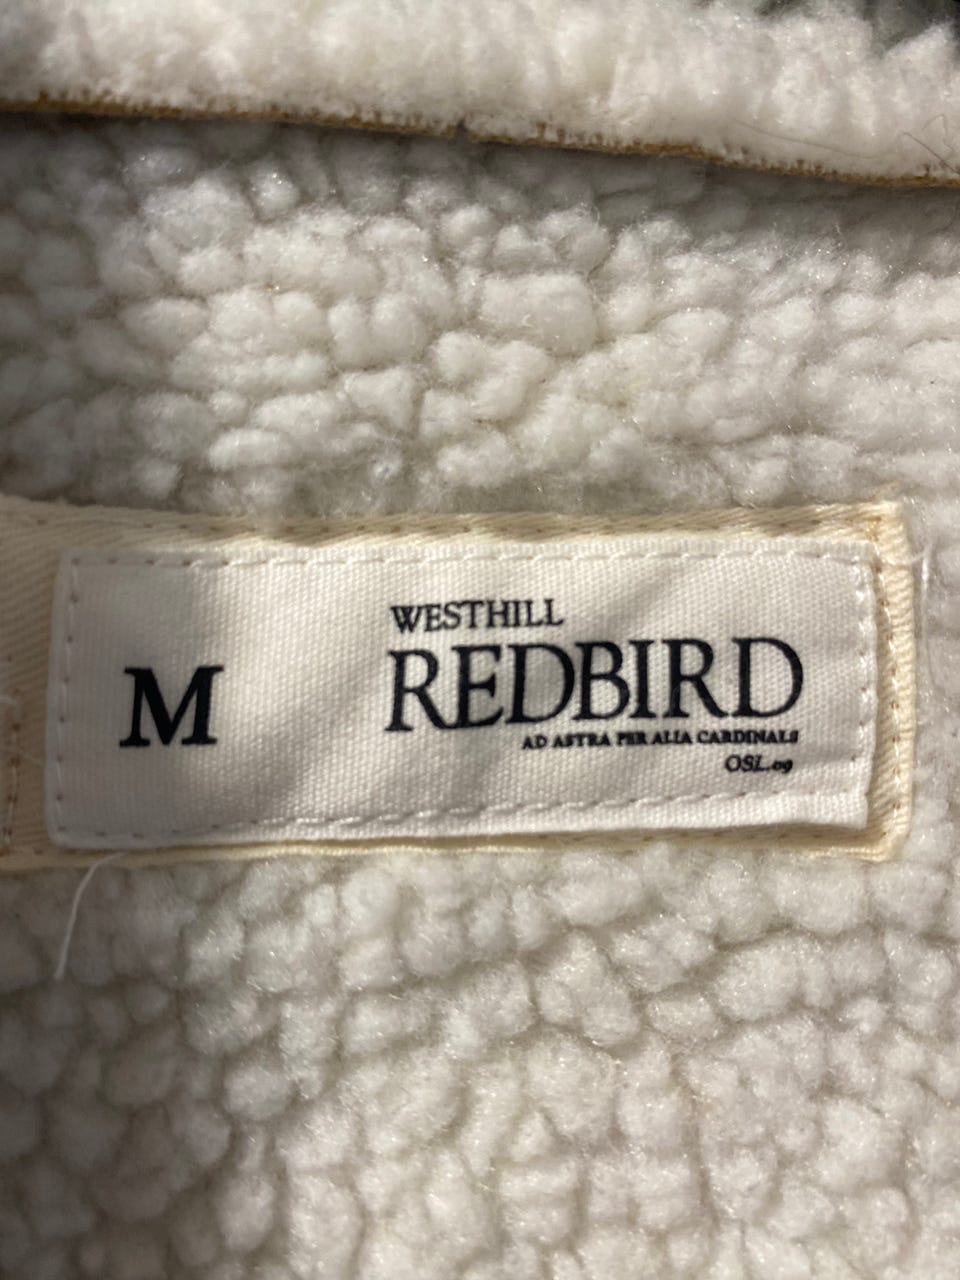 M
WESTHILL
REDBIRD
AD ASTRA PER ALIA CARDINALS
OSL.09